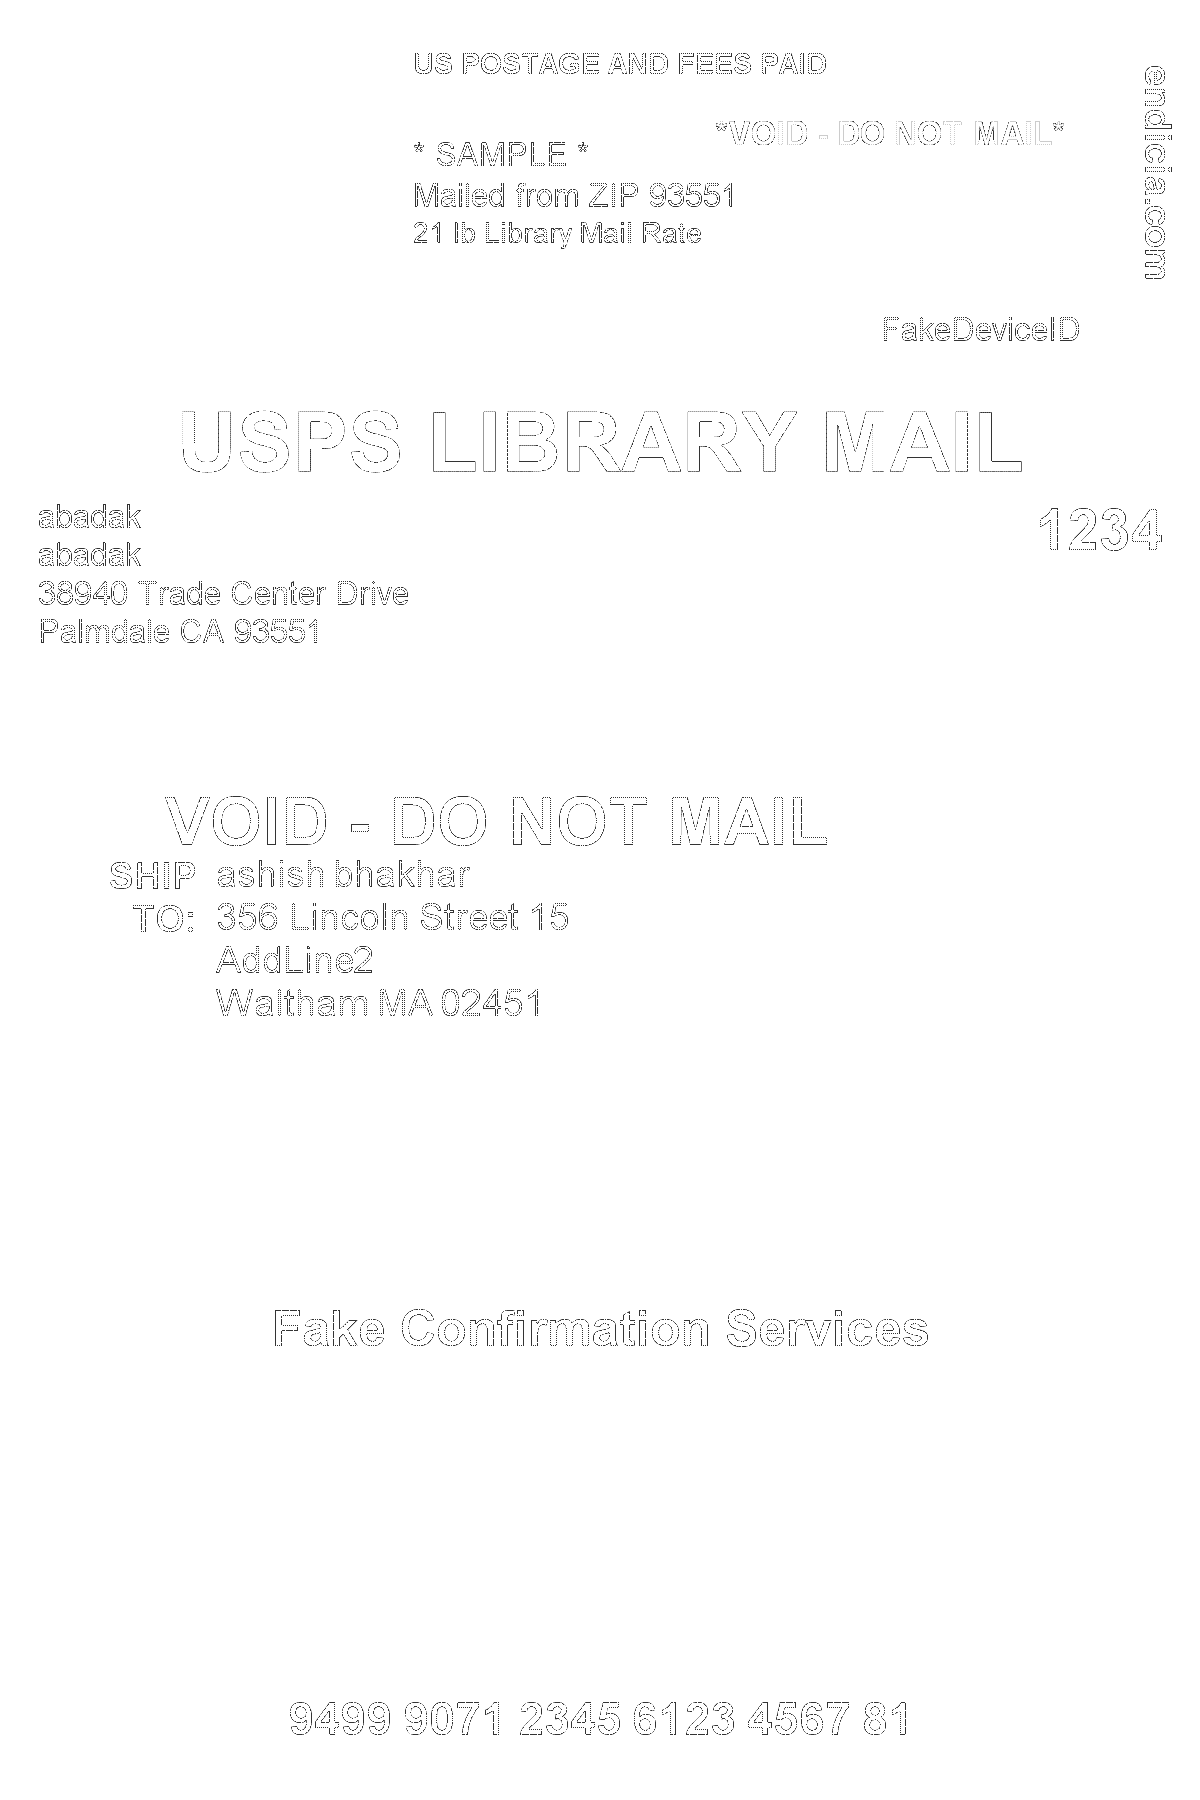 US POSTAGE AND FEES PAID
endicia.com
*VOID - DO NOT MAIL*
* SAMPLE *
Mailed from ZIP 93551
21 lb Library Mail Rate
FakeDeviceID
USPS LIBRARY MAIL
abadak
abadak
38940 Trade Center Drive
Palmdale CA 93551
1234
VOID - DO NOT MAIL
SHIP ashish bhakhar
TO: 356 Lincoln Street 15
AddLine2
Waltham MA 02451
Fake Confirmation Services
9499 9071 2345 6123 4567 81